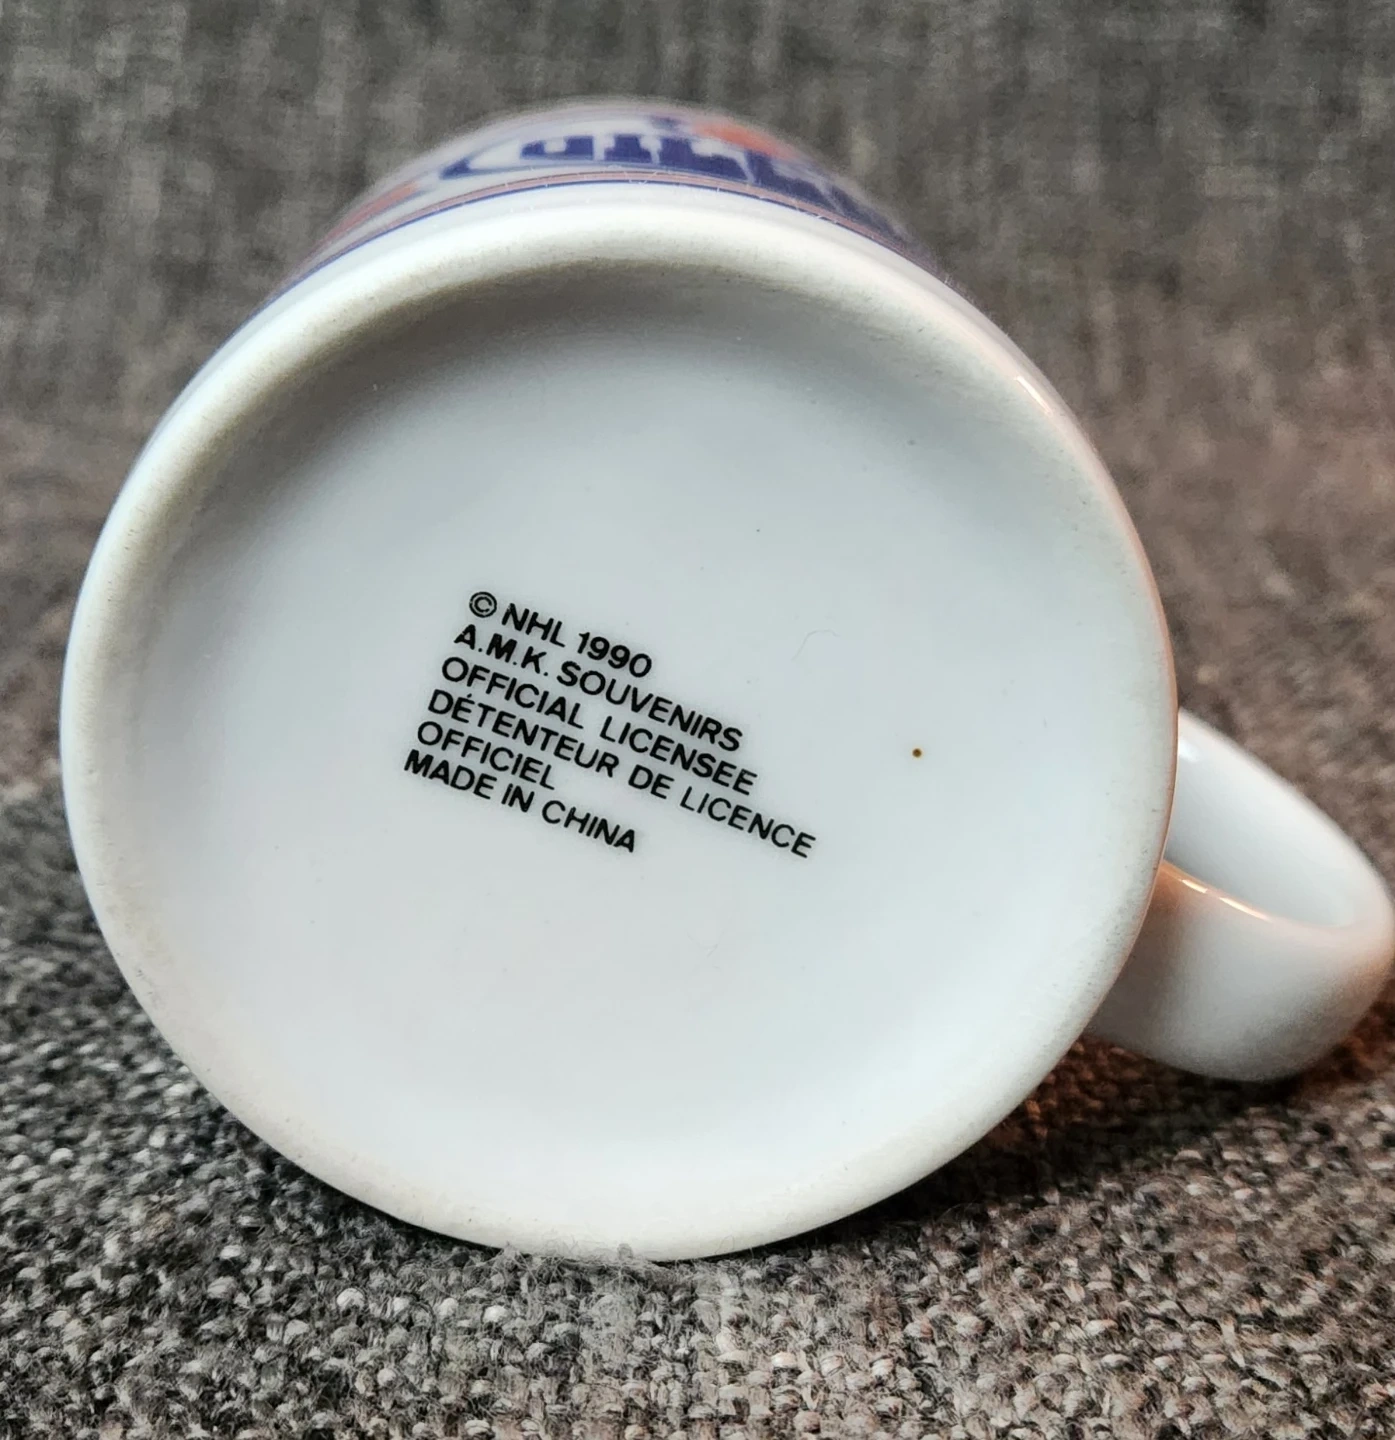 © NHL 1990
A.M.K. SOUVENIRS
OFFICIAL LICENSEE
DÉTENTEUR DE LICENCE
OFFICIEL
MADE IN CHINA